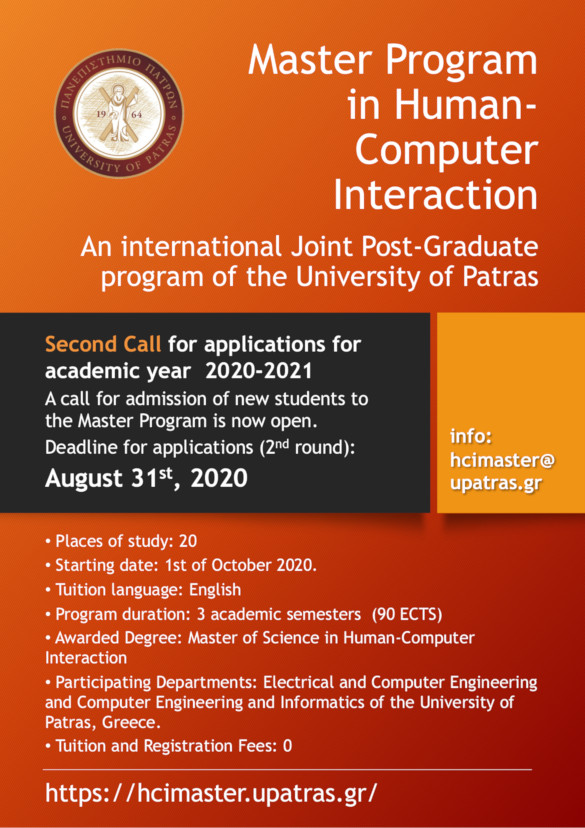 ΠΑΝΕΠΙΣΤΗΜΙΟ ΠΑΤΡΩΝ
19 64
UNIVERSITY OF PATRAS
Master Program
in Human-
Computer
Interaction
An international Joint Post-Graduate
program of the University of Patras
Second Call for applications for
academic year 2020-2021
A call for admission of new students to
the Master Program is now open.
Deadline for applications (2nd round):
August 31st, 2020
info:
hcimaster@
upatras.gr
• Places of study: 20
• Starting date: 1st of October 2020.
• Tuition language: English
• Program duration: 3 academic semesters (90 ECTS)
• Awarded Degree: Master of Science in Human-Computer
Interaction
• Participating Departments: Electrical and Computer Engineering
and Computer Engineering and Informatics of the University of
Patras, Greece.
• Tuition and Registration Fees: 0
https://hcimaster.upatras.gr/